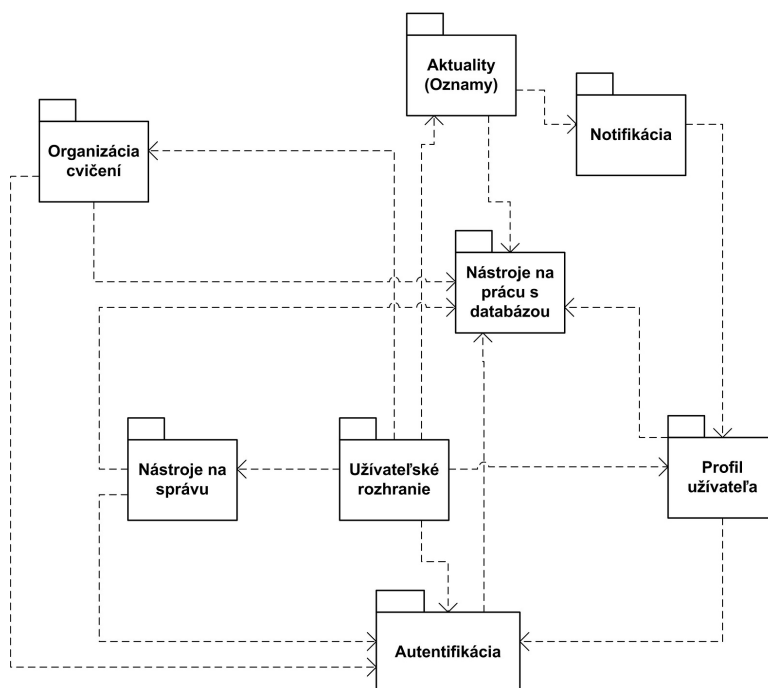 Aktuality
(Oznamy)
Notifikácia
Organizácia
cvičení
Nástroje na
prácu s
databázou
Nástroje na
správu
Užívateľské
rozhranie
Profil
užívateľa
Autentifikácia